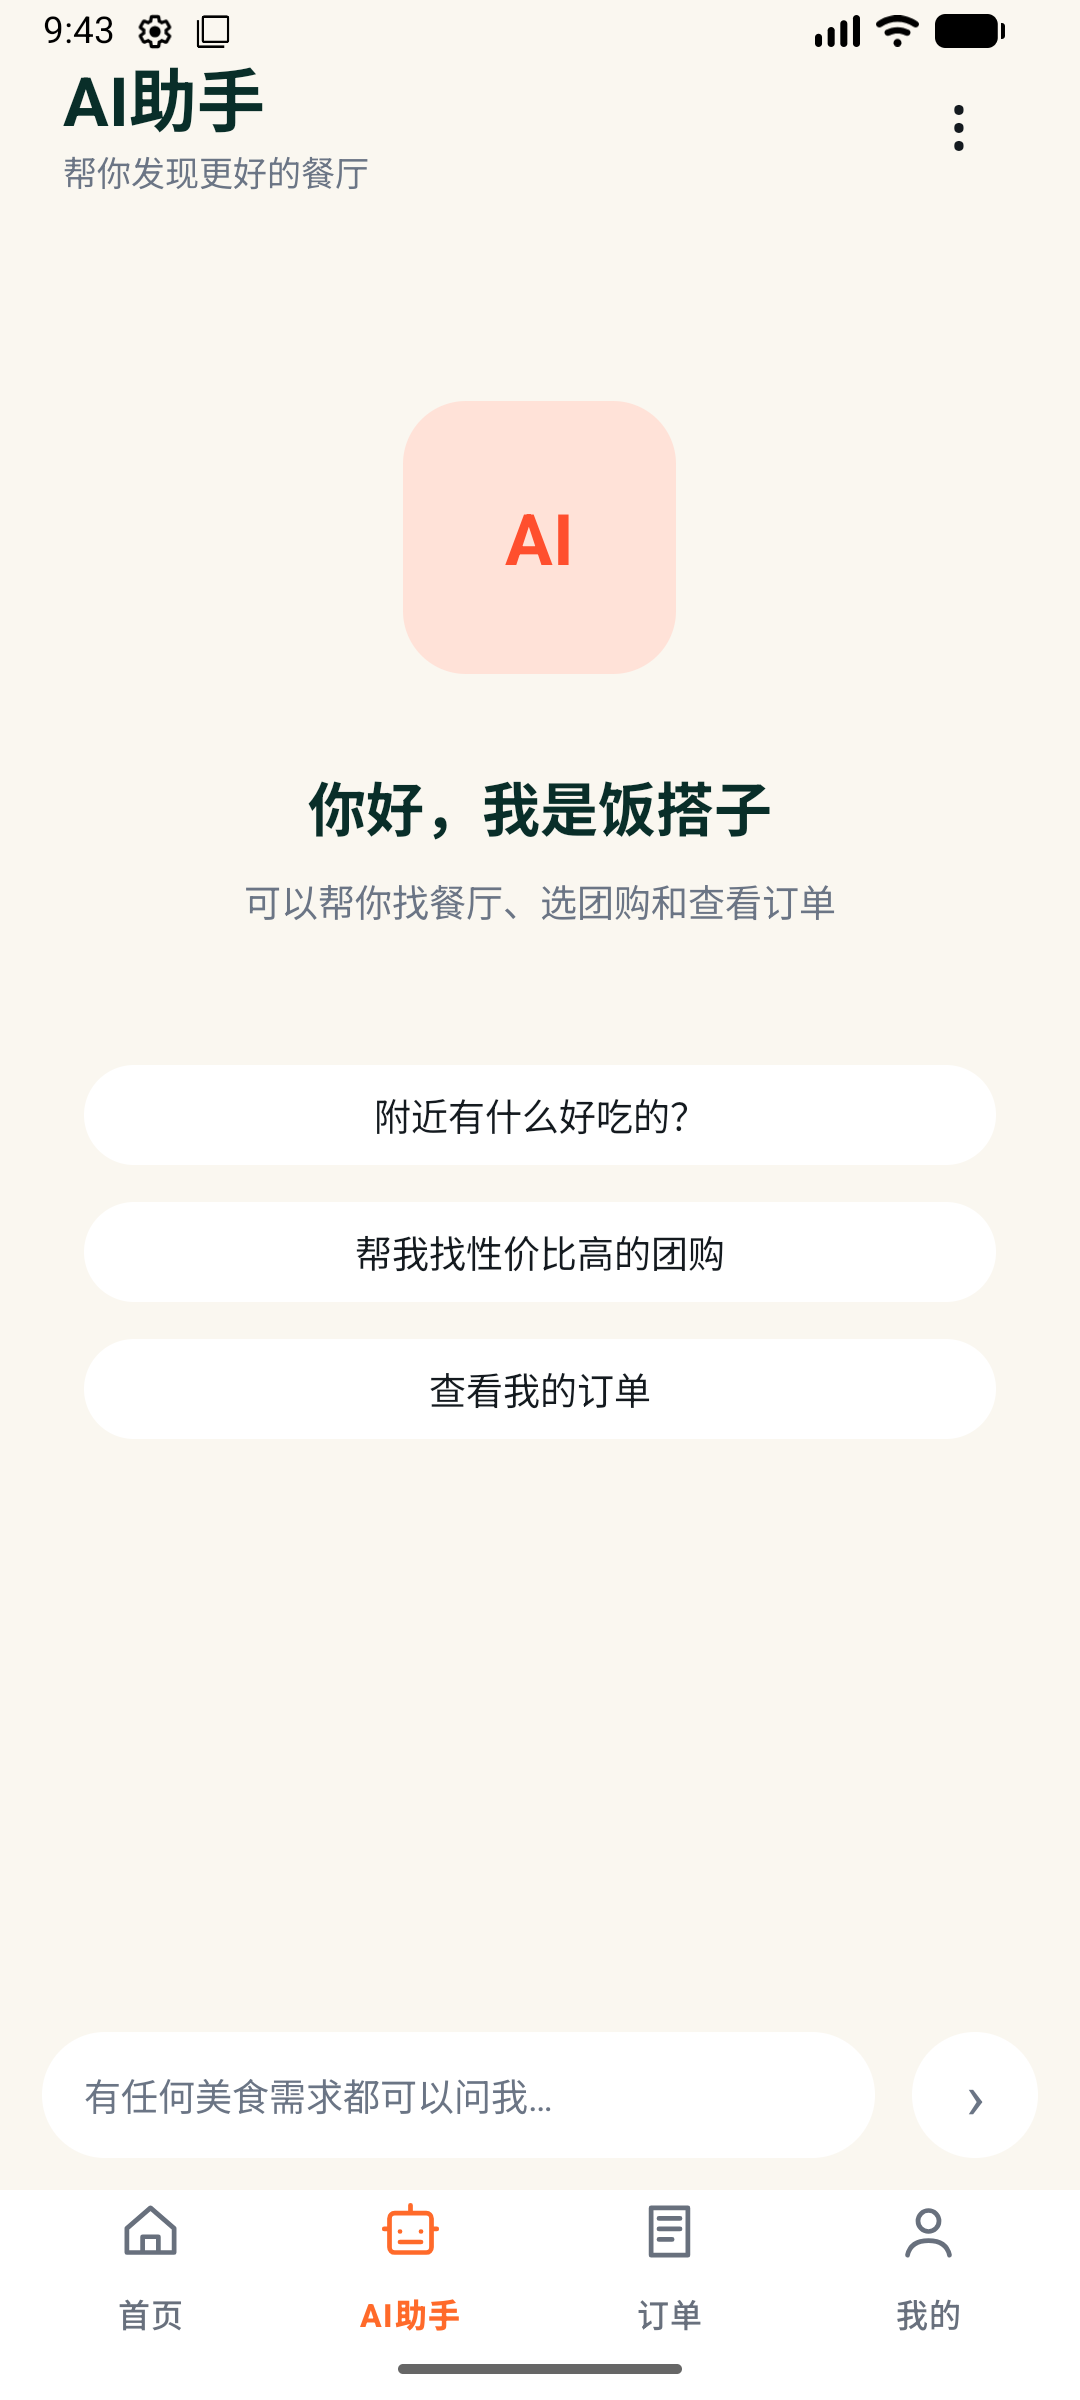 9:43
AI助手
帮你发现更好的餐厅
AI
你好，我是饭搭子
可以帮你找餐厅、选团购和查看订单
附近有什么好吃的？
帮我找性价比高的团购
查看我的订单
有任何美食需求都可以问我...
首页
AI助手
订单
我的